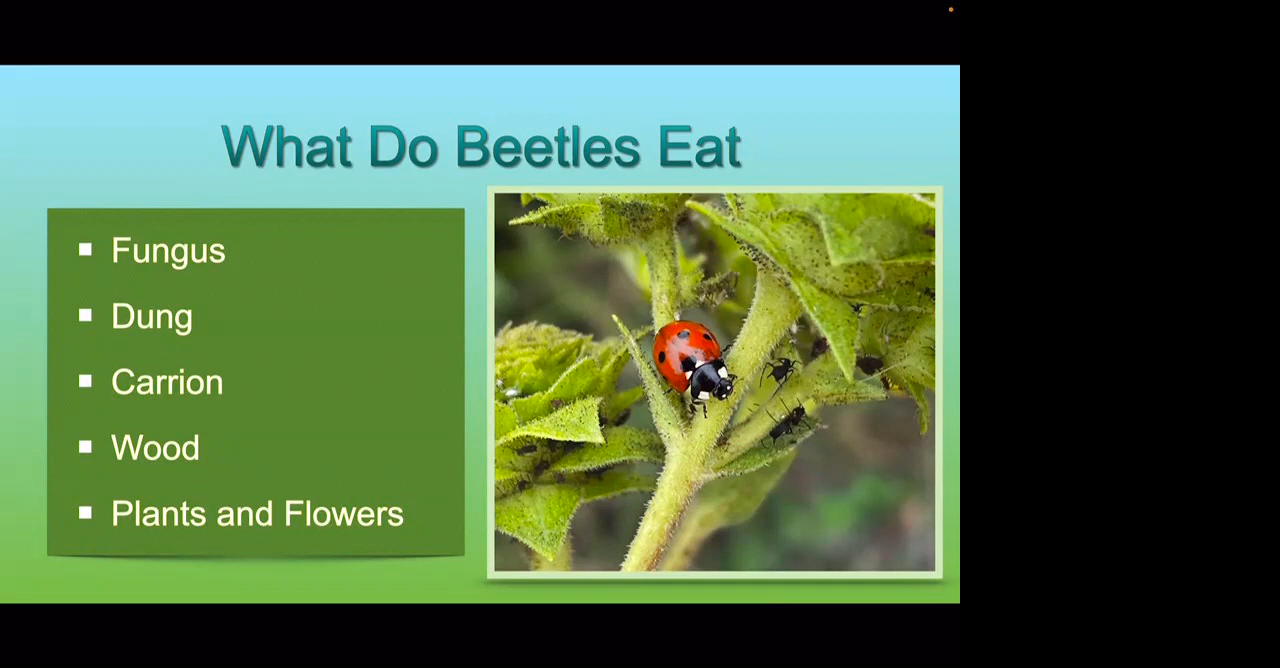 What Do Beetles Eat
Fungus
Dung
Carrion
Wood
Plants and Flowers